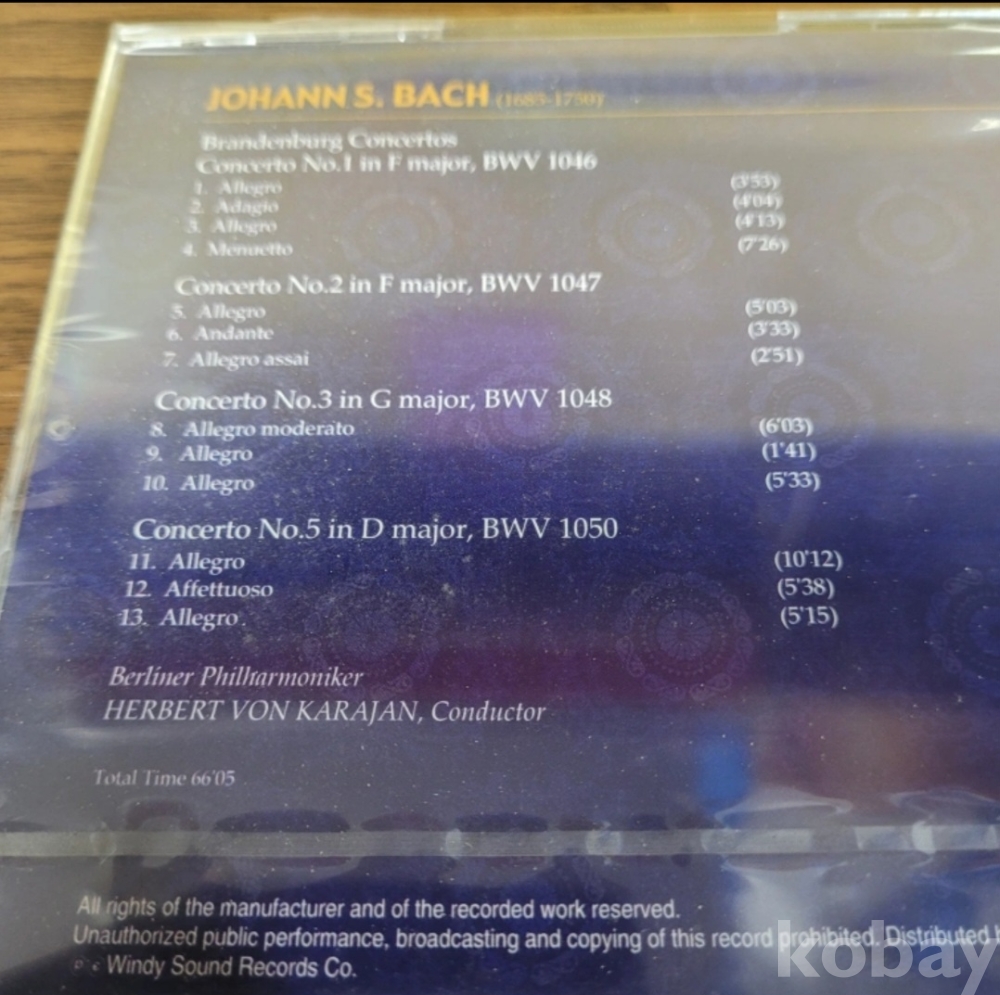 JOHANN S. BACH (1685-1750)
Brandenburg Concertos
Concerto No.1 in F major, BWV 1046
1. Allegro (3'53)
2. Adagio (4'04)
3. Allegro (4'13)
4. Menuetto (7'26)
Concerto No.2 in F major, BWV 1047
5. Allegro (5'03)
6. Andante (3'33)
7. Allegro assai (2'51)
Concerto No.3 in G major, BWV 1048
8. Allegro moderato (6'03)
9. Allegro (1'41)
10. Allegro (5'33)
Concerto No.5 in D major, BWV 1050
11. Allegro (10'12)
12. Affettuoso (5'38)
13. Allegro. (5'15)
Berliner Philharmoniker
HERBERT VON KARAJAN, Conductor
Total Time 66'05
All rights of the manufacturer and of the recorded work reserved.
Unauthorized public performance, broadcasting and copying of this record prohibited. Distributed
Windy Sound Records Co.
kobay